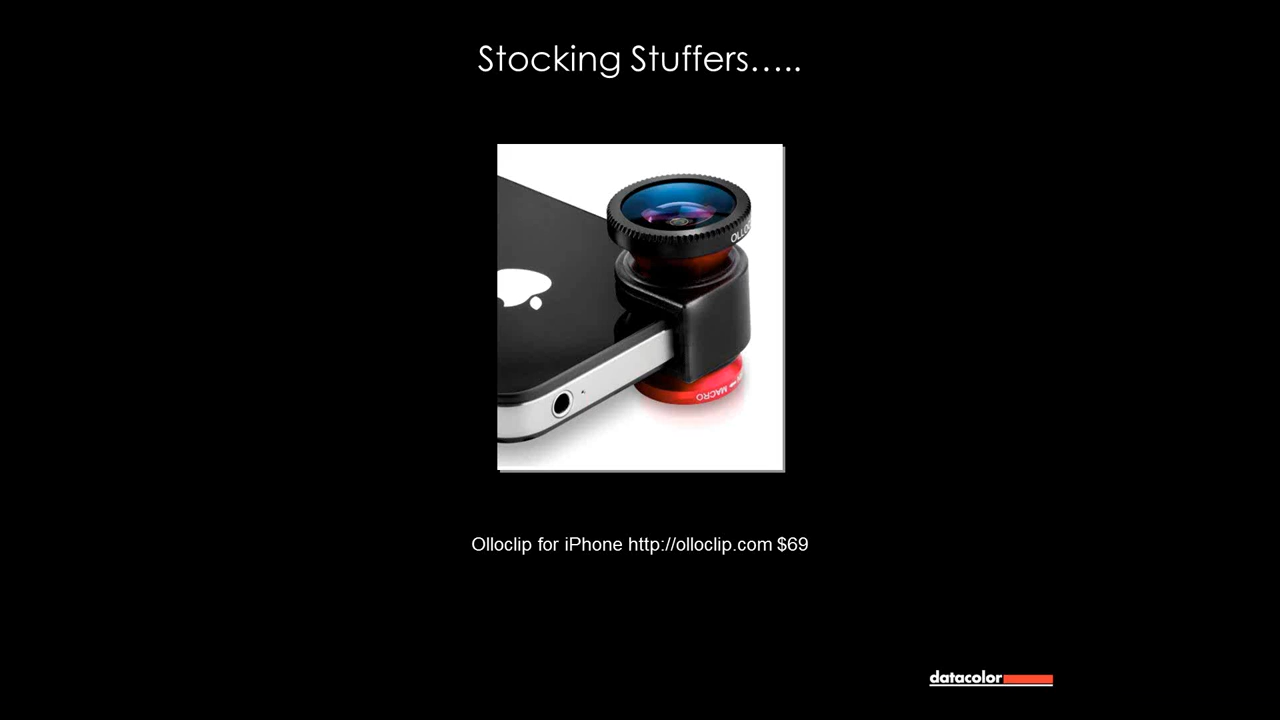 Stocking Stuffers.....
OLLO
MACRO
Olloclip for iPhone http://olloclip.com $69
datacolor